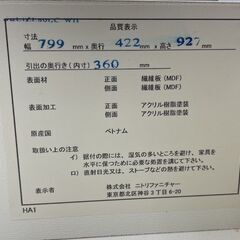 品質表示
寸法
幅 799 mm×奥行 422 mm×高さ 927 mm
引出の奥行き(内寸) 360 mm
表面材 正面 繊維板(MDF)
側面 繊維板(MDF)
表面加工 正面 アクリル樹脂塗装
側面 アクリル樹脂塗装
原産国 ベトナム
取扱い上の注意
イ) 据付の際には、湿気の多いところを避け、家具を
水平に保つために必要な処置を講じて下さい。
ロ) 直射日光又は、ストーブなどの熱を避けて下さい。
表示者 株式会社 ニトリファニチャー
東京都北区神谷3丁目6-20
HA1